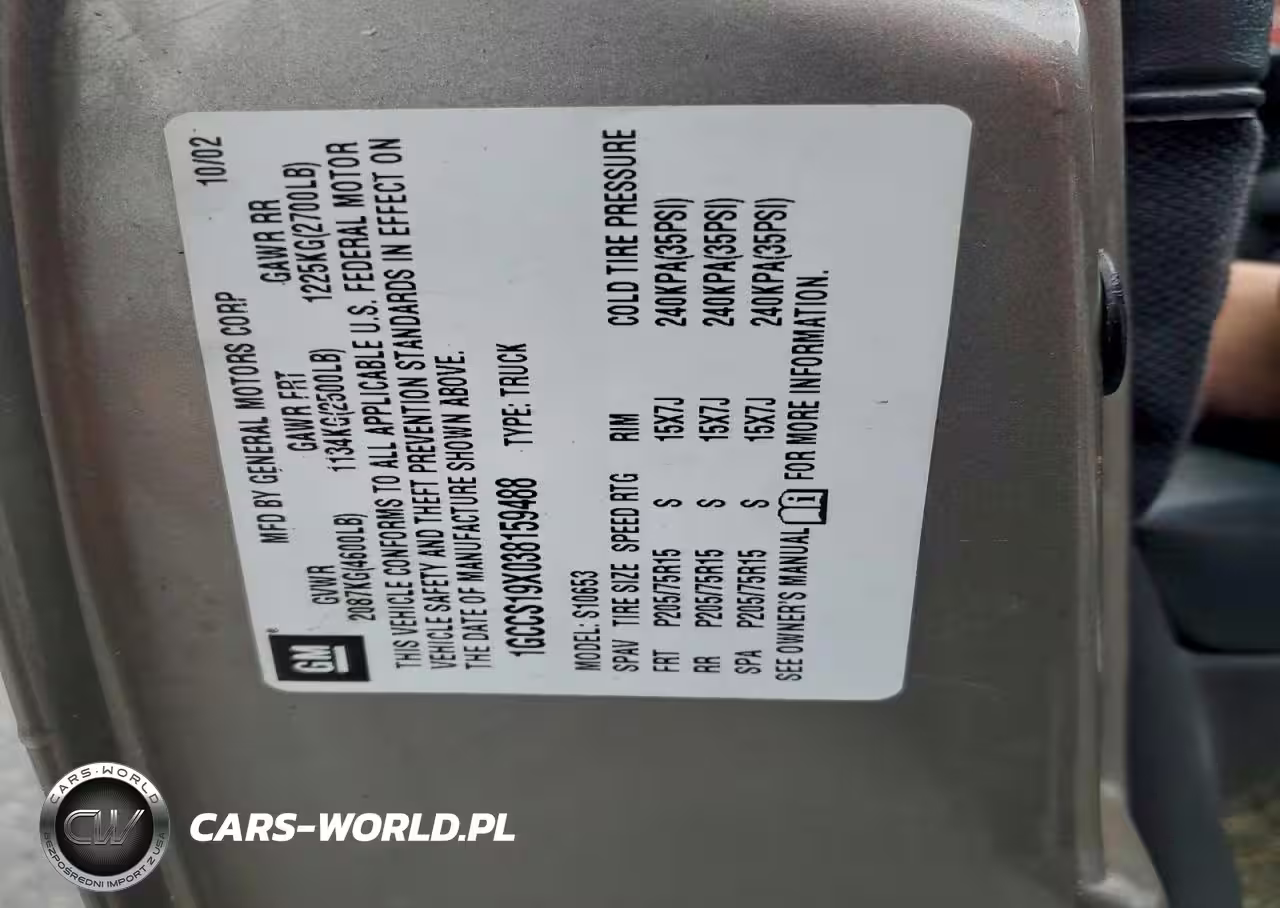 MFD BY GENERAL MOTORS CORP 10/02
GM®
GVWR GAWR FRT GAWR RR
2087KG(4600LB) 1134KG(2500LB) 1225KG(2700LB)
THIS VEHICLE CONFORMS TO ALL APPLICABLE U.S. FEDERAL MOTOR
VEHICLE SAFETY AND THEFT PREVENTION STANDARDS IN EFFECT ON
THE DATE OF MANUFACTURE SHOWN ABOVE.
1GCCS19X038159488 TYPE: TRUCK
MODEL: S10653
SPAV TIRE SIZE SPEED RTG RIM COLD TIRE PRESSURE
FRT P205/75R15 S 15X7J 240KPA(35PSI)
RR P205/75R15 S 15X7J 240KPA(35PSI)
SPA P205/75R15 S 15X7J 240KPA(35PSI)
SEE OWNER'S MANUAL i FOR MORE INFORMATION.
CARS-WORLD
CW
BEZPOŚREDNI IMPORT Z USA
CARS-WORLD.PL